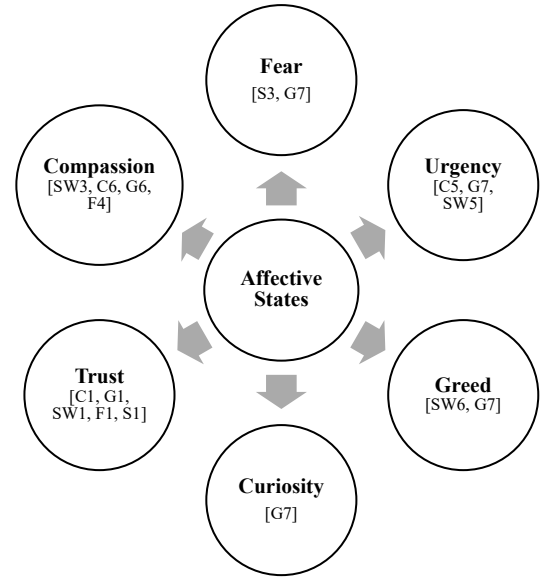 Fear
[S3, G7]
Compassion
[SW3, C6, G6,
F4]
Urgency
[C5, G7,
SW5]
Affective
States
Trust
[C1, G1,
SW1, F1, S1]
Greed
[SW6, G7]
Curiosity
[G7]